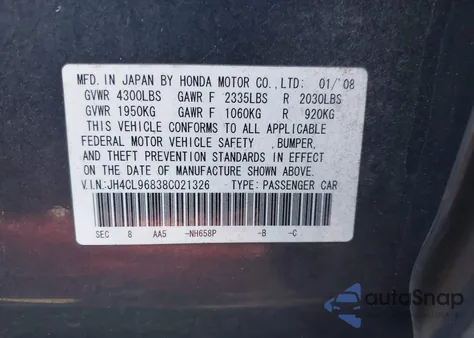 MFD. IN JAPAN BY HONDA MOTOR CO., LTD: 01/'08
GVWR 4300LBS GAWR F 2335LBS R 2030LBS
GVWR 1950KG GAWR F 1060KG R 920KG
THIS VEHICLE CONFORMS TO ALL APPLICABLE
FEDERAL MOTOR VEHICLE SAFETY ,BUMPER,
AND THEFT PREVENTION STANDARDS IN EFFECT
ON THE DATE OF MANUFACTURE SHOWN ABOVE.
V.I.N.:JH4CL96838C021326 TYPE: PASSENGER CAR
SEC 8 AA5 -NH658P -B -C
autoSnap